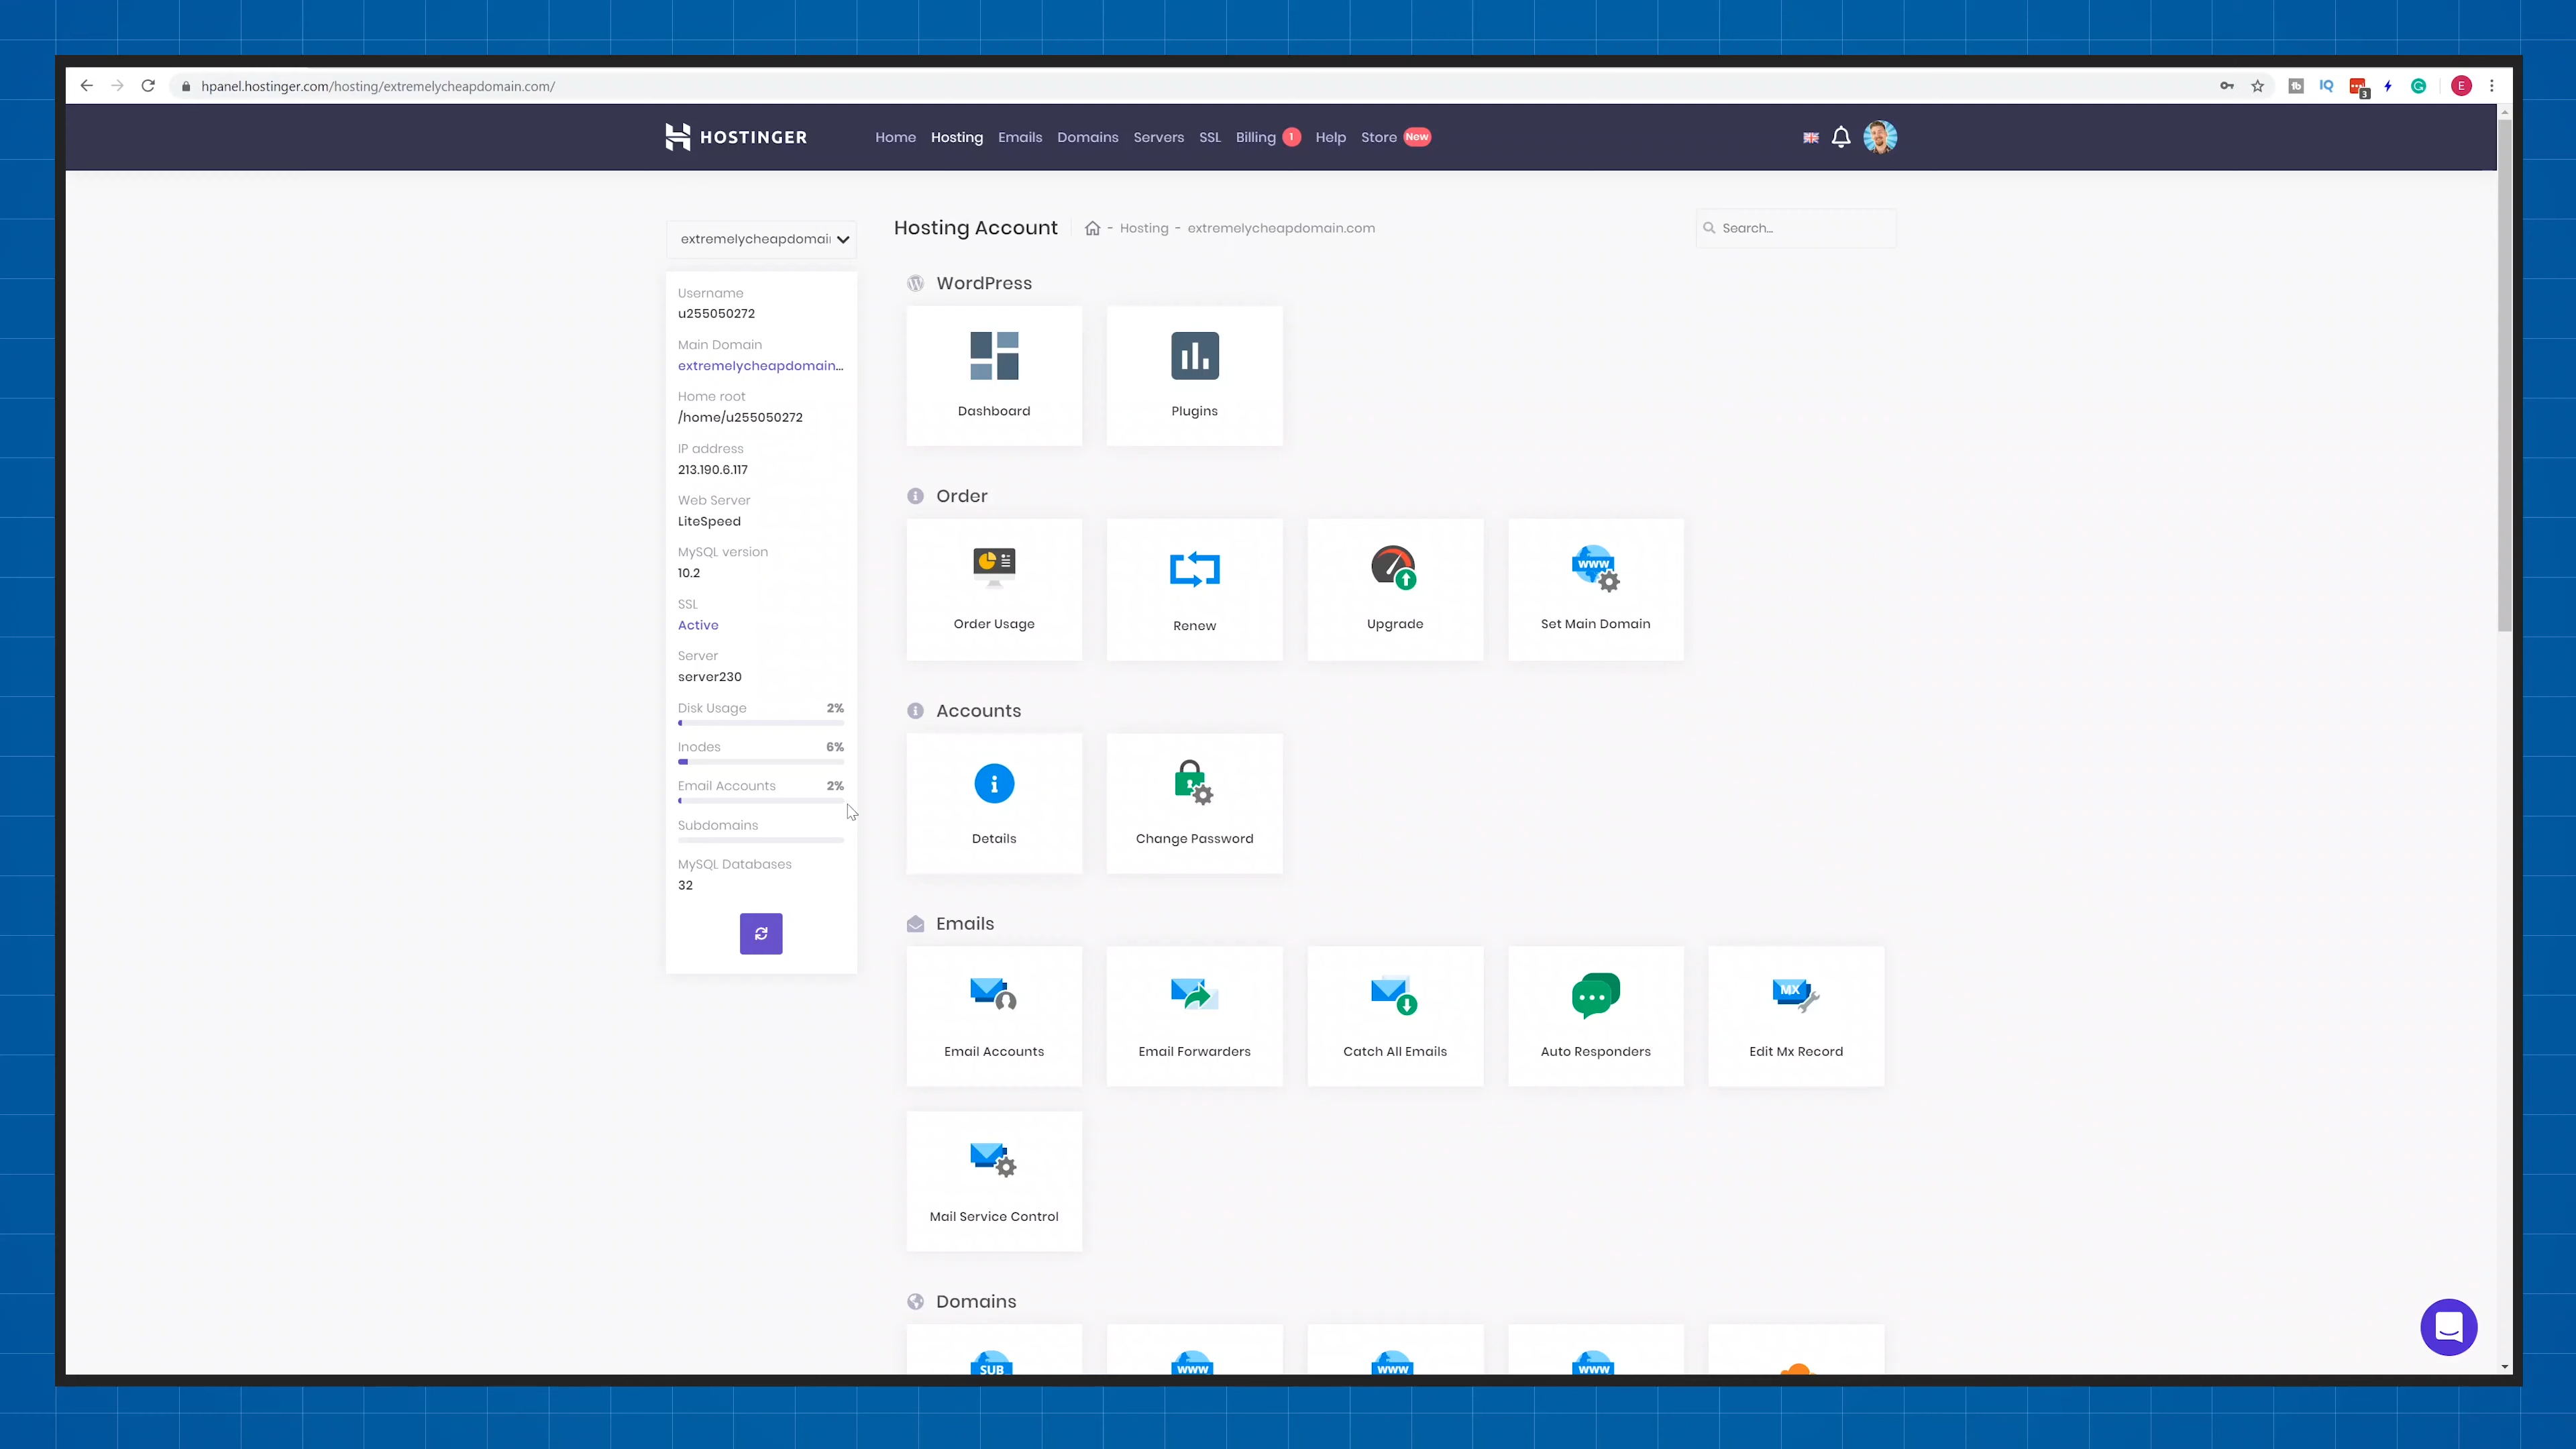 hpanel.hostinger.com/hosting/extremelycheapdomain.com/
IQ
3
E
HOSTINGER
Home Hosting Emails Domains Servers SSL Billing 1 Help Store New
extremelycheapdomai
Hosting Account
- Hosting - extremelycheapdomain.com
Search...
Username
u255050272
Main Domain
extremelycheapdomain...
Home root
/home/u255050272
IP address
213.190.6.117
Web Server
LiteSpeed
MySQL version
10.2
SSL
Active
Server
server230
Disk Usage 2%
Inodes 6%
Email Accounts 2%
Subdomains
MySQL Databases
32
WordPress
Dashboard
Plugins
Order
Order Usage
Renew
Upgrade
www
Set Main Domain
Accounts
Details
Change Password
Emails
Email Accounts
Email Forwarders
Catch All Emails
Auto Responders
MX
Edit Mx Record
Mail Service Control
Domains
SUB
www
www
www